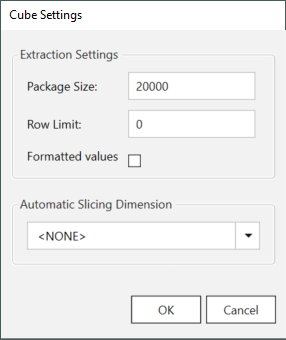 Cube Settings
Extraction Settings
Package Size: 20000
Row Limit: 0
Formatted values
Automatic Slicing Dimension
<NONE>
OK Cancel